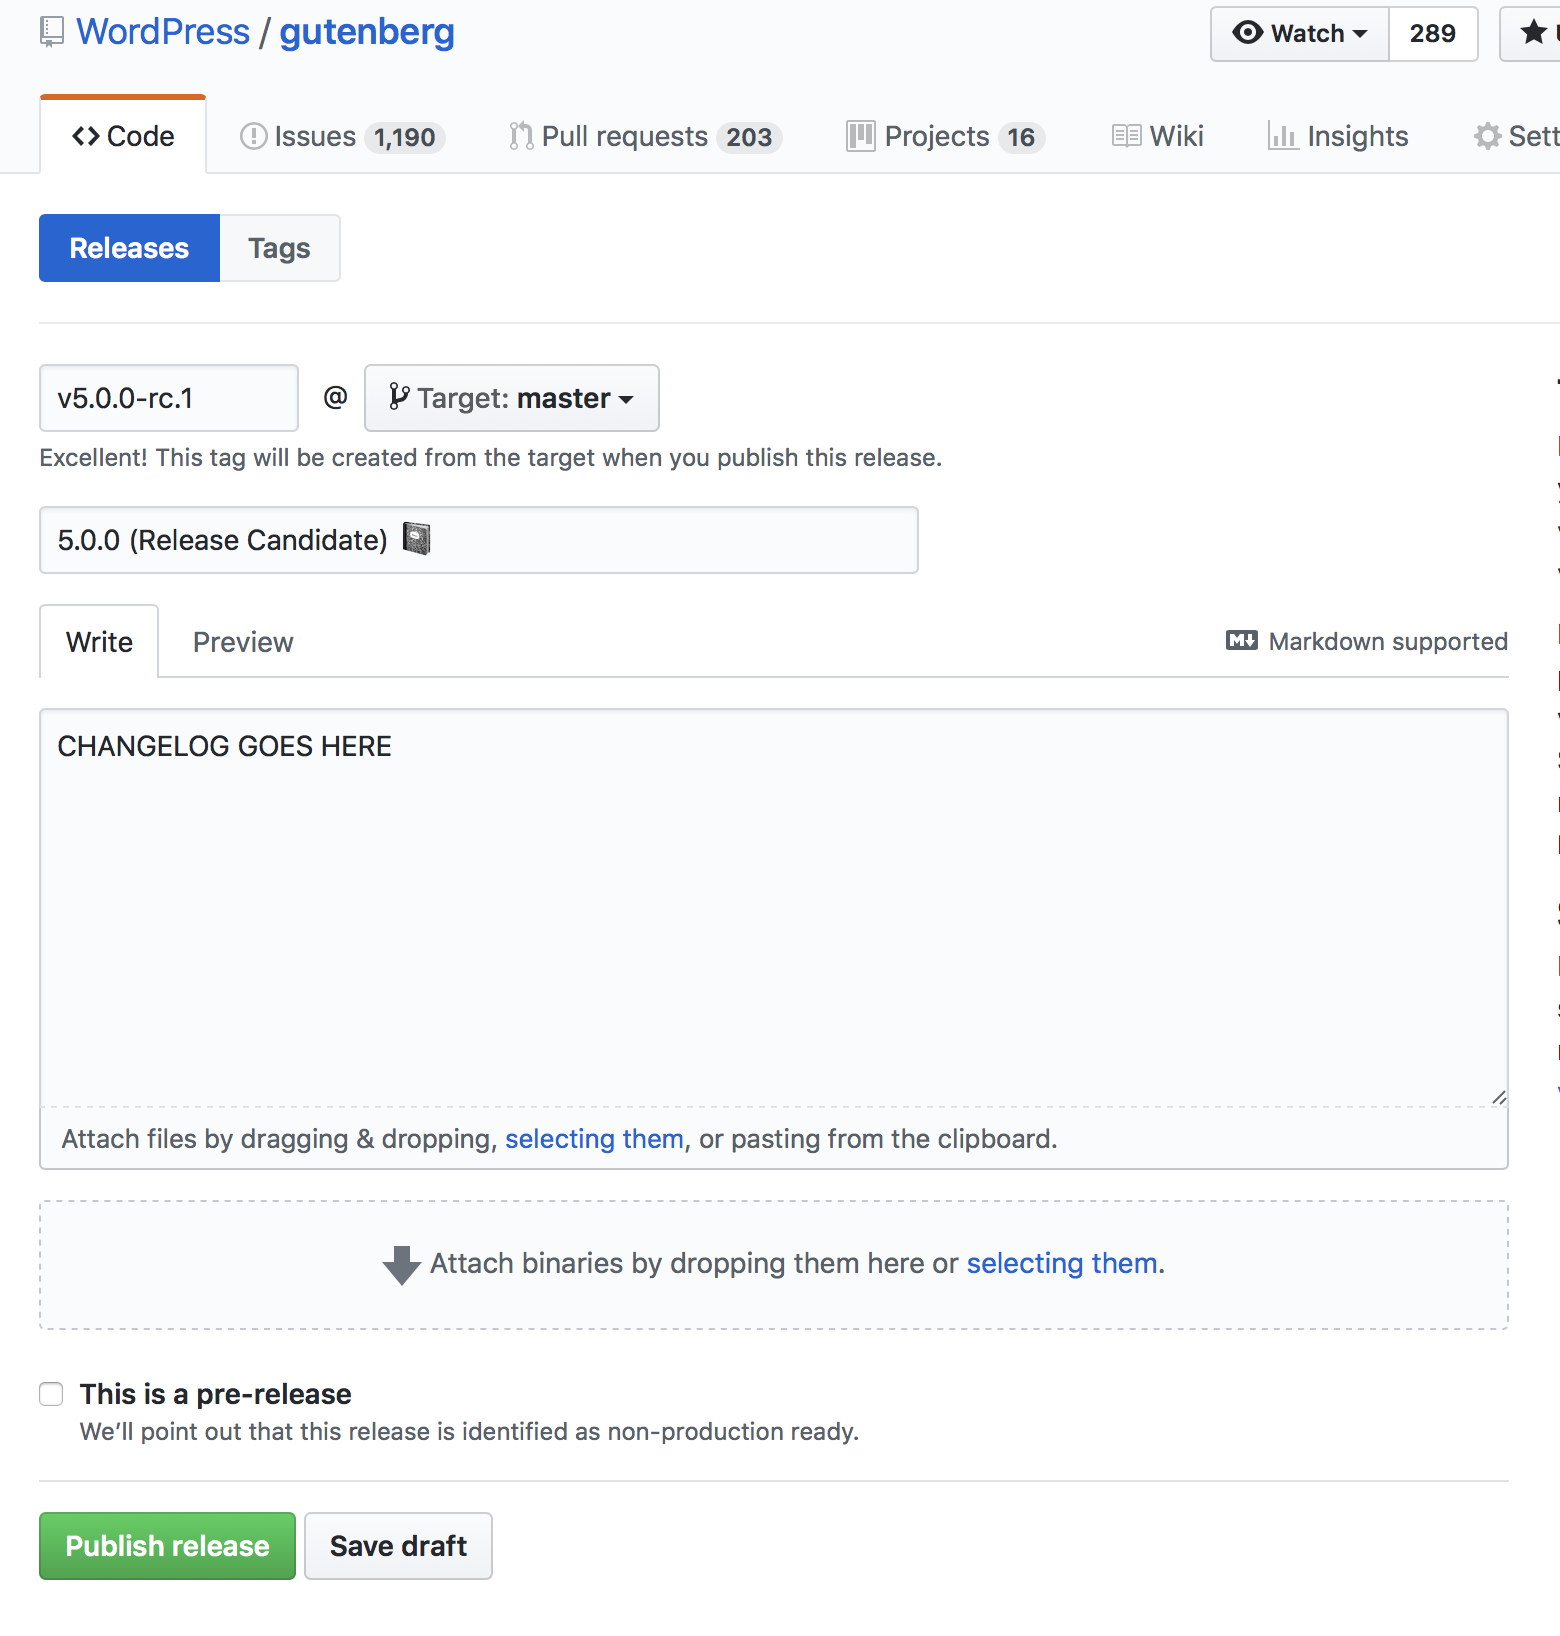 WordPress / gutenberg
Watch 289
Code Issues 1,190 Pull requests 203 Projects 16 Wiki Insights Sett
Releases Tags
v5.0.0-rc.1 @ Target: master
Excellent! This tag will be created from the target when you publish this release.
5.0.0 (Release Candidate)
Write Preview
Markdown supported
CHANGELOG GOES HERE
Attach files by dragging & dropping, selecting them, or pasting from the clipboard.
Attach binaries by dropping them here or selecting them.
This is a pre-release
We’ll point out that this release is identified as non-production ready.
Publish release Save draft